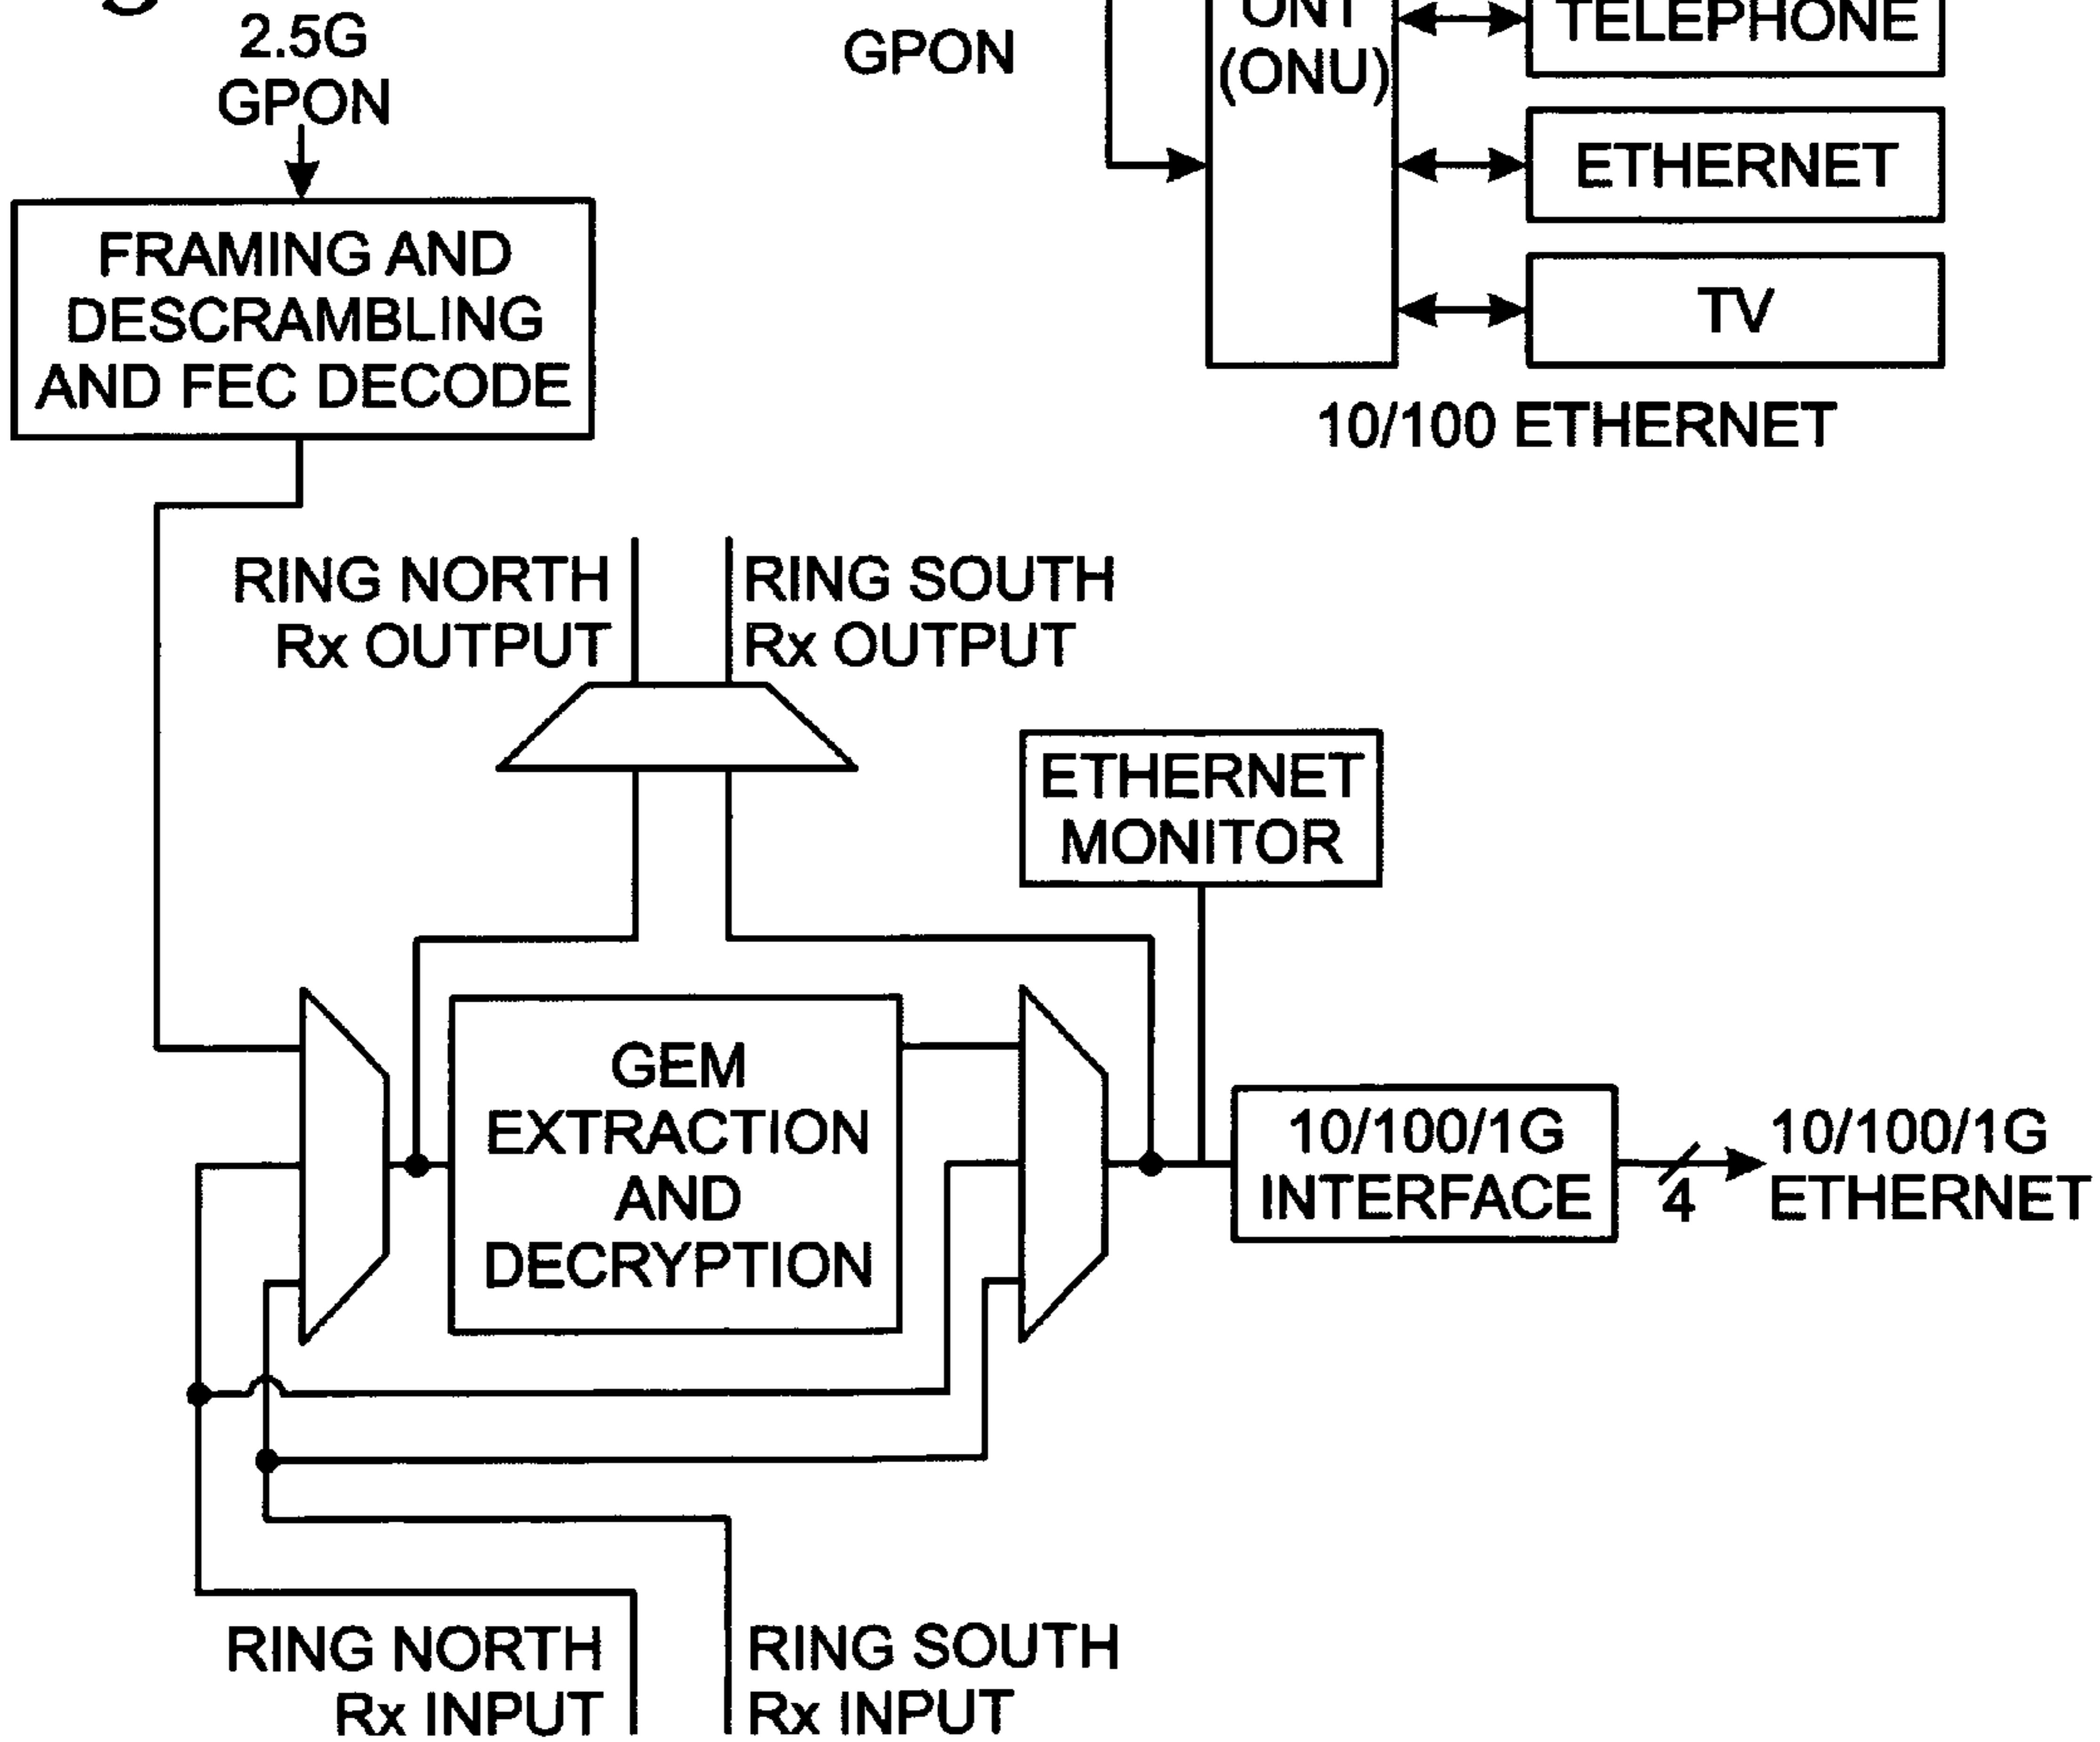 2.5G
GPON
GPON
ONT
(ONU)
TELEPHONE
ETHERNET
TV
10/100 ETHERNET
FRAMING AND
DESCRAMBLING
AND FEC DECODE
RING NORTH
Rx OUTPUT
RING SOUTH
Rx OUTPUT
ETHERNET
MONITOR
GEM
EXTRACTION
AND
DECRYPTION
10/100/1G
INTERFACE
4
10/100/1G
ETHERNET
RING NORTH
Rx INPUT
RING SOUTH
Rx INPUT